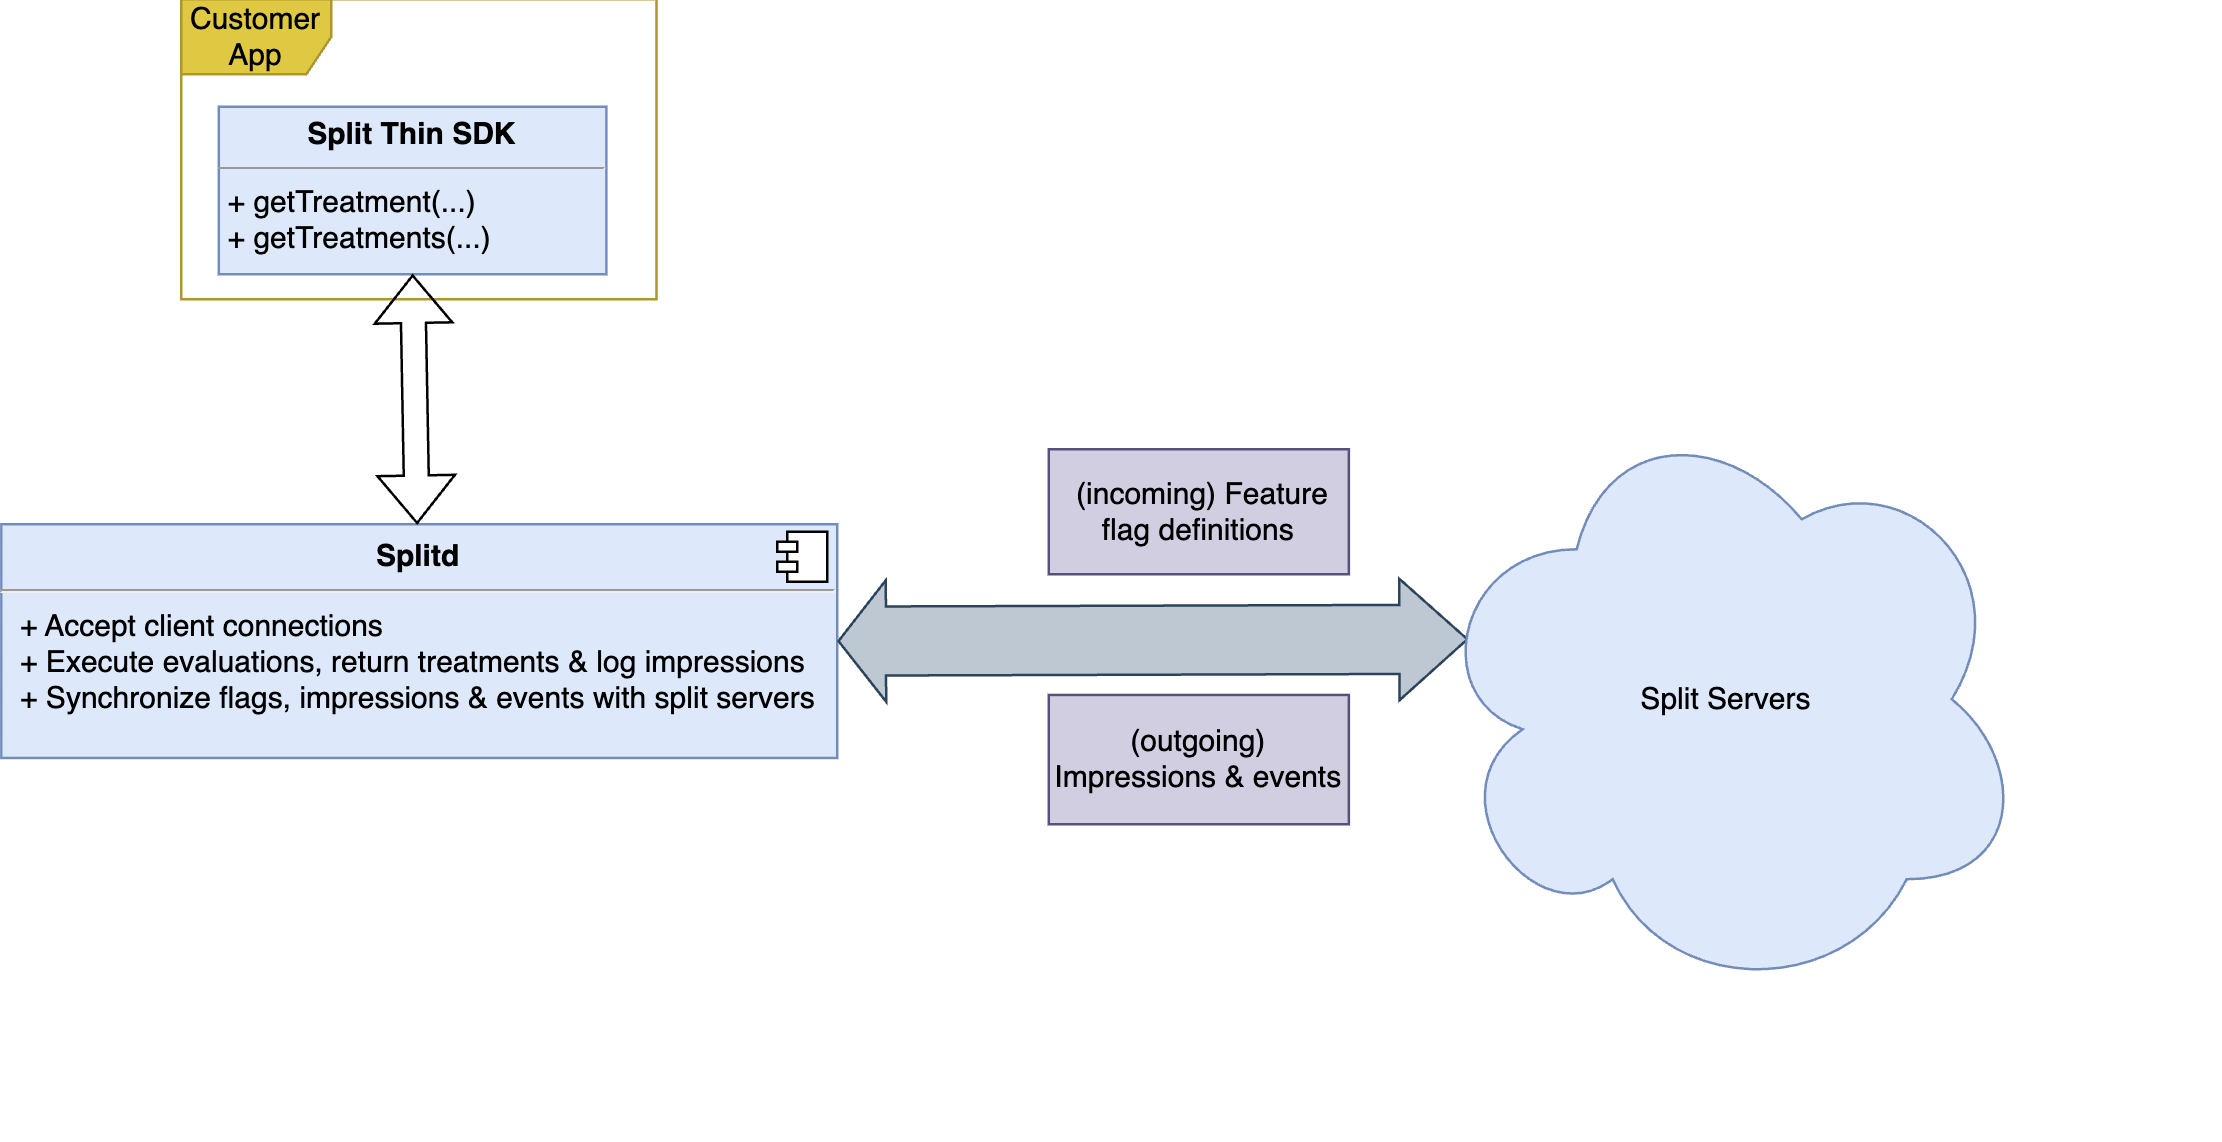 Customer
App
Split Thin SDK
+ getTreatment(...)
+ getTreatments(...)
Splitd
+ Accept client connections
+ Execute evaluations, return treatments & log impressions
+ Synchronize flags, impressions & events with split servers
(incoming) Feature
flag definitions
(outgoing)
Impressions & events
Split Servers